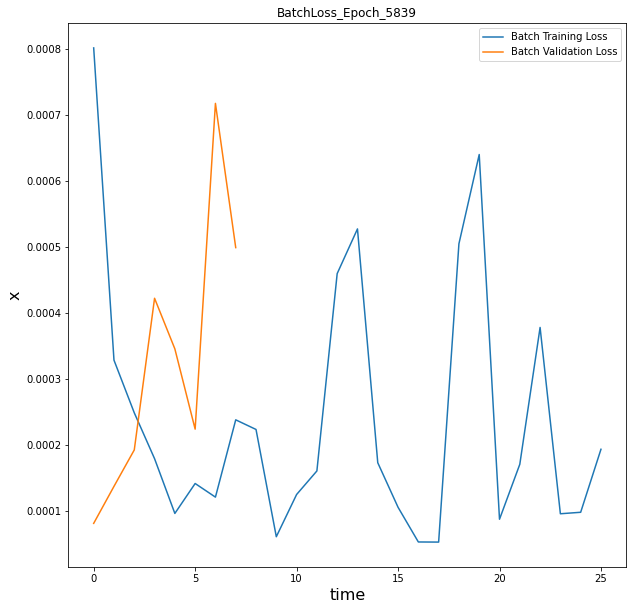 BatchLoss_Epoch_5839
Batch Training Loss
Batch Validation Loss
0.0008
0.0007
0.0006
0.0005
0.0004
0.0003
0.0002
0.0001
x
0 5 10 15 20 25
time